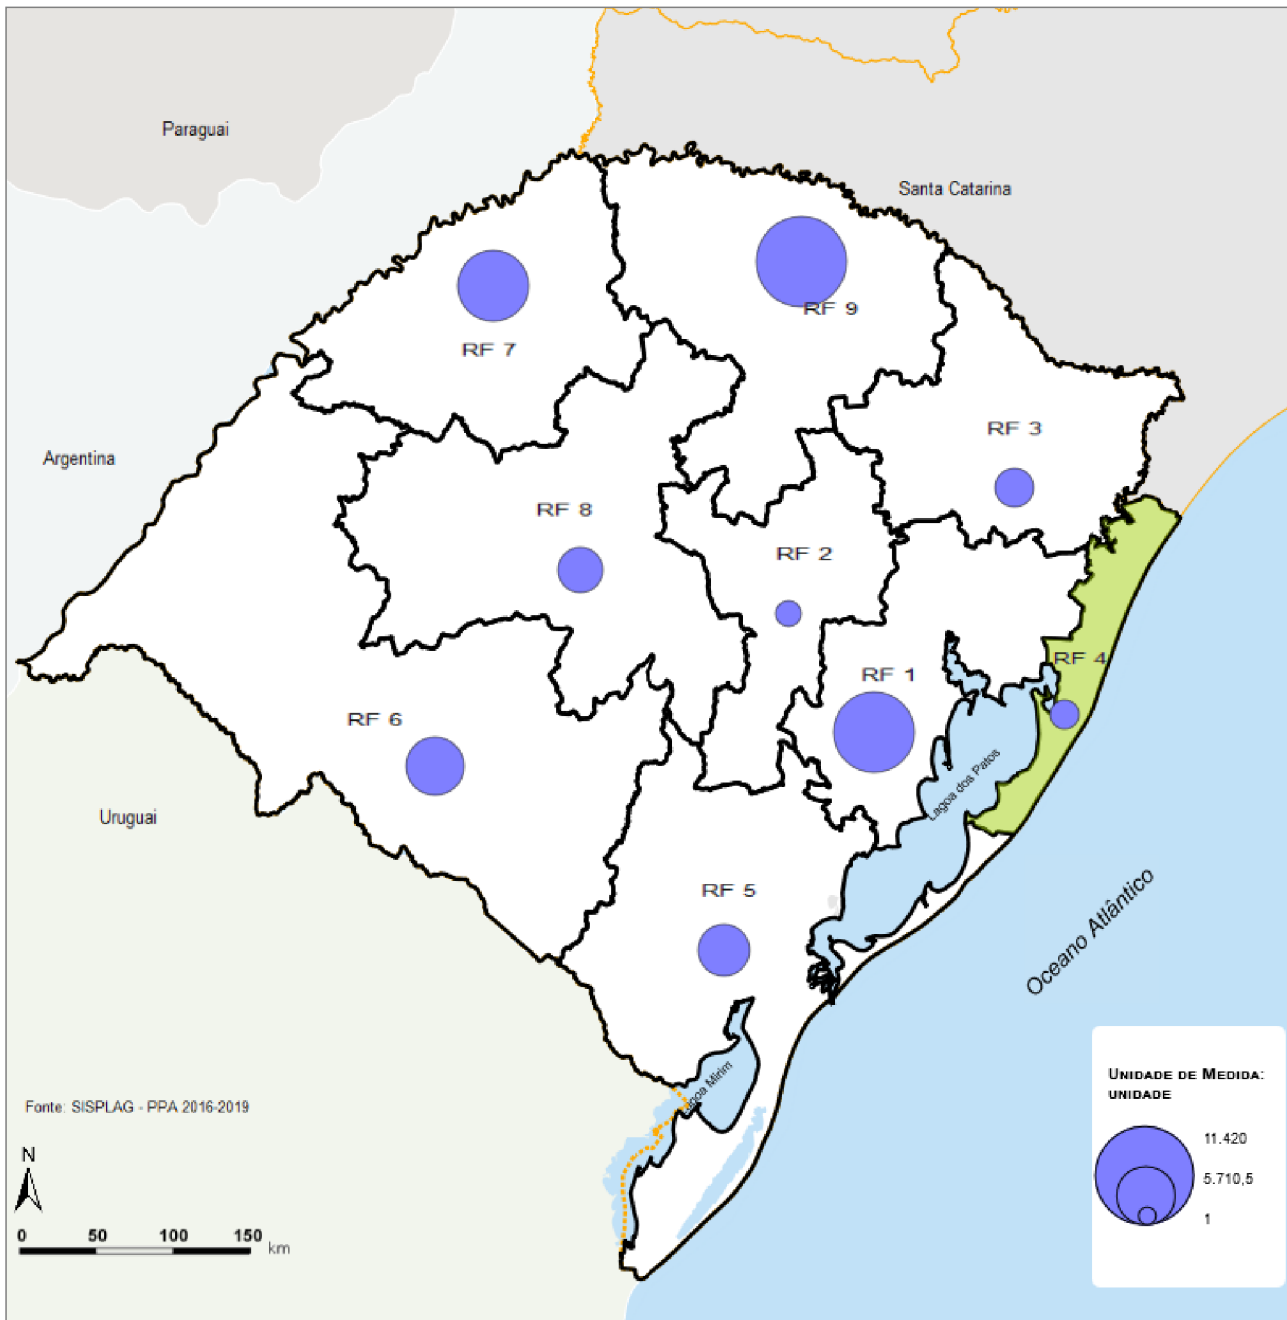 Paraguai
Santa Catarina
RF 9
RF 7
RF 3
Argentina
RF 8
RF 2
RF 4
RF 1
RF 6
Lagoa dos Patos
Uruguai
RF 5
Oceano Atlântico
Lagoa Mirim
Fonte: SISPLAG - PPA 2016-2019
N
0 50 100 150
km
UNIDADE DE MEDIDA:
UNIDADE
11.420
5.710,5
1